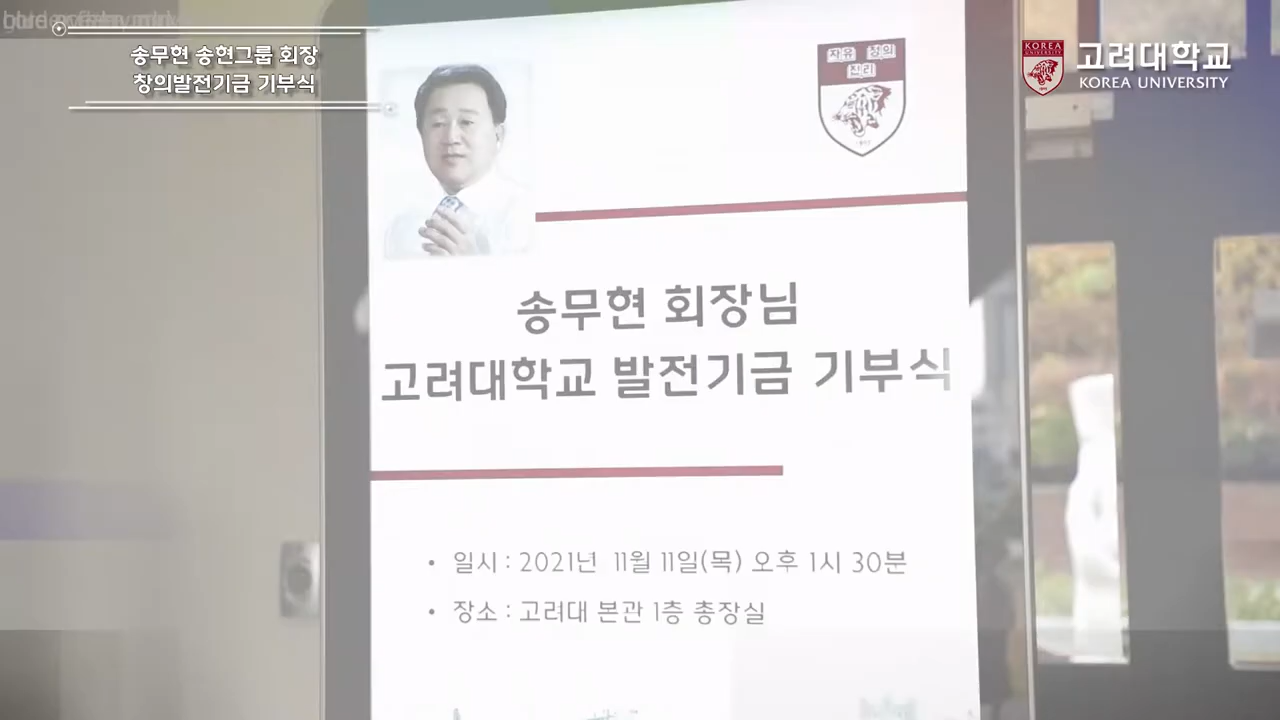 송무현 송현그룹 회장
창의발전기금 기부식
KOREA
UNIVERSITY
고려대학교
KOREA UNIVERSITY
자유 정의
진리
송무현 회장님
고려대학교 발전기금 기부식
• 일시 : 2021년 11월 11일(목) 오후 1시 30분
• 장소 : 고려대 본관 1층 총장실